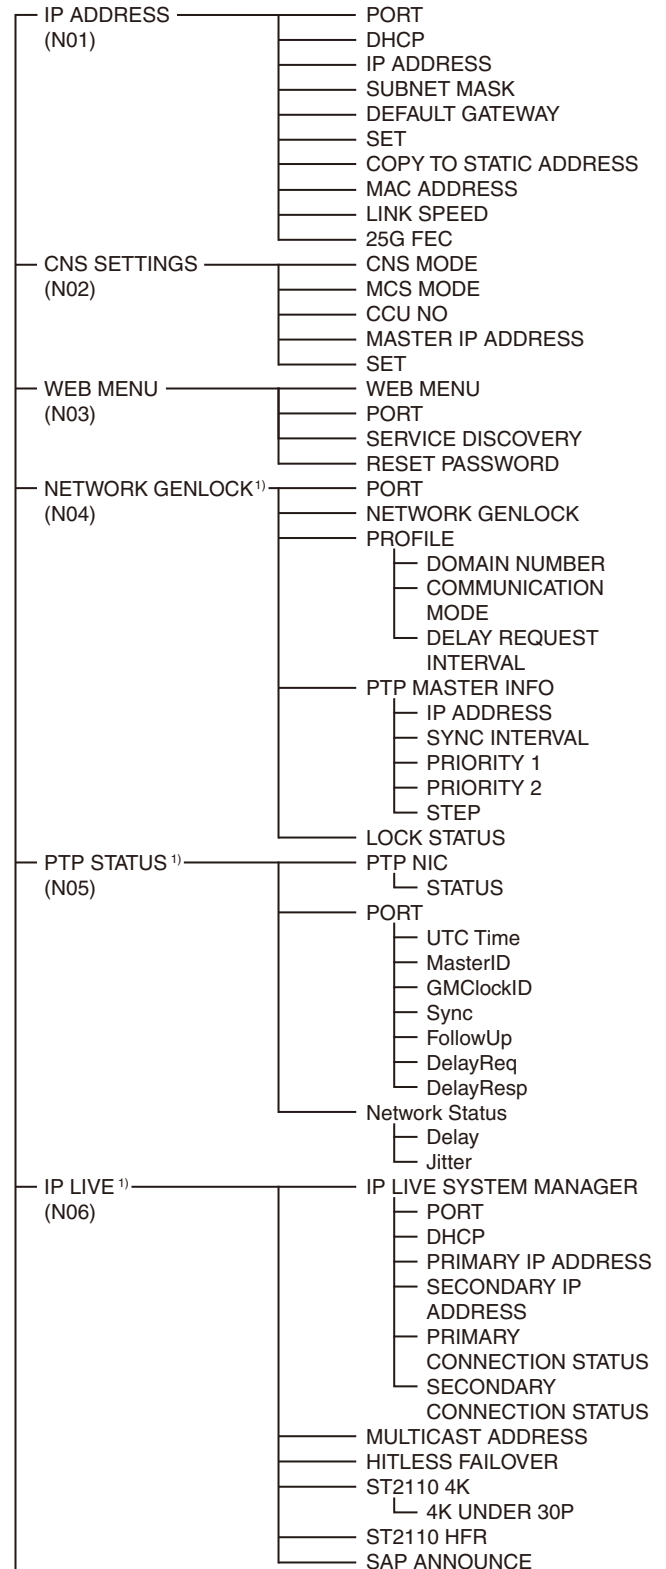 IP ADDRESS
(N01)
PORT
DHCP
IP ADDRESS
SUBNET MASK
DEFAULT GATEWAY
SET
COPY TO STATIC ADDRESS
MAC ADDRESS
LINK SPEED
25G FEC
CNS SETTINGS
(N02)
CNS MODE
MCS MODE
CCU NO
MASTER IP ADDRESS
SET
WEB MENU
(N03)
WEB MENU
PORT
SERVICE DISCOVERY
RESET PASSWORD
NETWORK GENLOCK 1)
(N04)
PORT
NETWORK GENLOCK
PROFILE
DOMAIN NUMBER
COMMUNICATION
MODE
DELAY REQUEST
INTERVAL
PTP MASTER INFO
IP ADDRESS
SYNC INTERVAL
PRIORITY 1
PRIORITY 2
STEP
LOCK STATUS
PTP STATUS 1)
(N05)
PTP NIC
STATUS
PORT
UTC Time
MasterID
GMClockID
Sync
FollowUp
DelayReq
DelayResp
Network Status
Delay
Jitter
IP LIVE 1)
(N06)
IP LIVE SYSTEM MANAGER
PORT
DHCP
PRIMARY IP ADDRESS
SECONDARY IP
ADDRESS
PRIMARY
CONNECTION STATUS
SECONDARY
CONNECTION STATUS
MULTICAST ADDRESS
HITLESS FAILOVER
ST2110 4K
4K UNDER 30P
ST2110 HFR
SAP ANNOUNCE